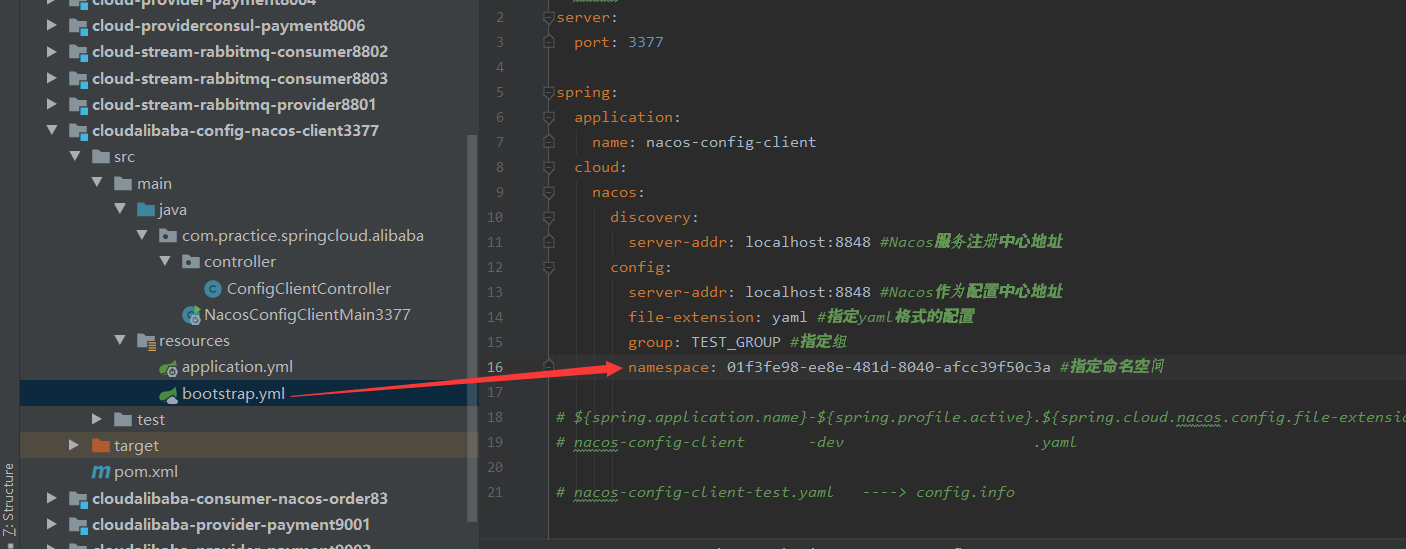 cloud-provider-payment8004
cloud-providerconsul-payment8006
cloud-stream-rabbitmq-consumer8802
cloud-stream-rabbitmq-consumer8803
cloud-stream-rabbitmq-provider8801
cloudalibaba-config-nacos-client3377
src
main
java
com.practice.springcloud.alibaba
controller
ConfigClientController
NacosConfigClientMain3377
resources
application.yml
bootstrap.yml
test
target
pom.xml
cloudalibaba-consumer-nacos-order83
cloudalibaba-provider-payment9001
cloudalibaba-provider-payment9002
7: Structure
2 server:
3 port: 3377
4
5 spring:
6 application:
7 name: nacos-config-client
8 cloud:
9 nacos:
10 discovery:
11 server-addr: localhost:8848 #Nacos服务注册中心地址
12 config:
13 server-addr: localhost:8848 #Nacos作为配置中心地址
14 file-extension: yaml #指定yaml格式的配置
15 group: TEST_GROUP #指定组
16 namespace: 01f3fe98-ee8e-481d-8040-afcc39f50c3a #指定命名空间
17
18 # ${spring.application.name}-${spring.profile.active}.${spring.cloud.nacos.config.file-extension
19 # nacos-config-client -dev .yaml
20
21 # nacos-config-client-test.yaml ----> config.info